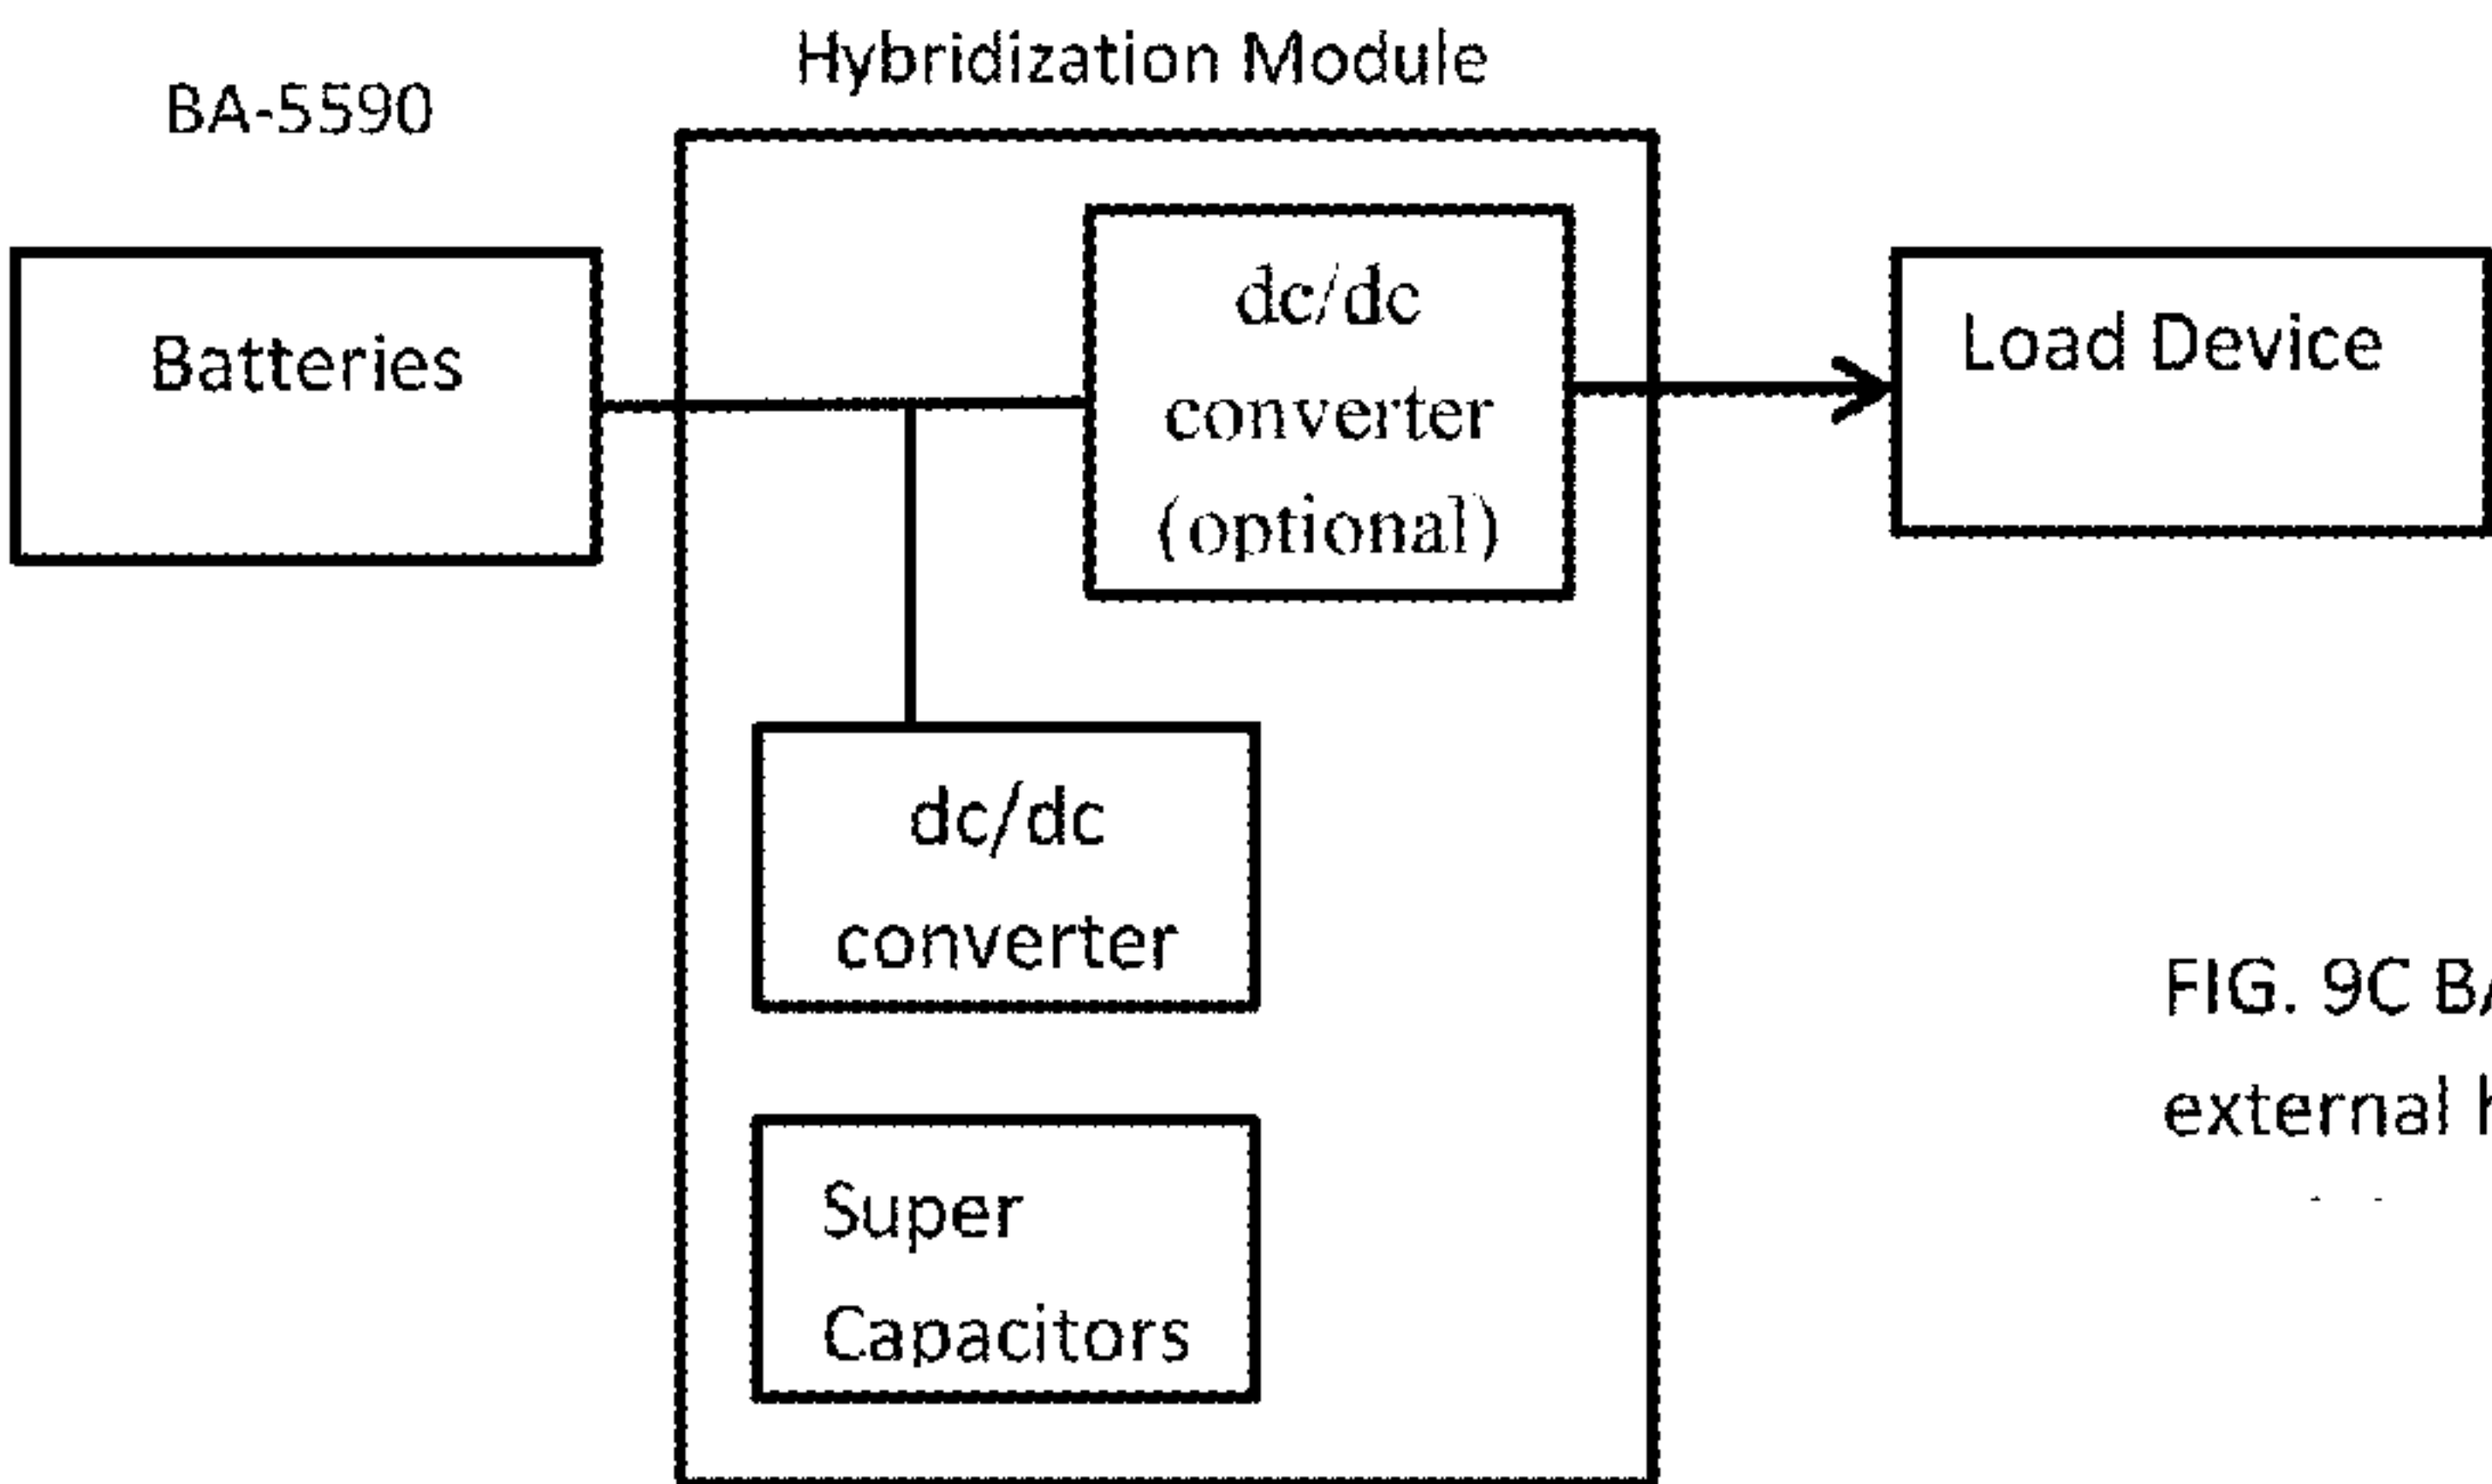 Hybridization Module
BA-5590
Batteries
dc/dc
converter
(optional)
Load Device
dc/dc
converter
Super
Capacitors
FIG. 9C
external